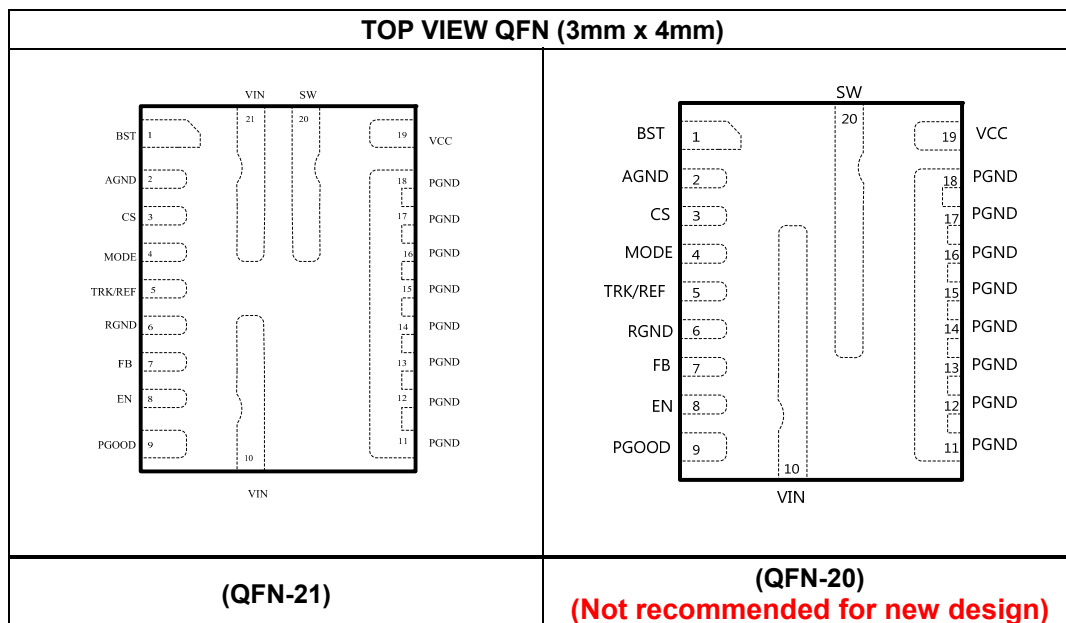 TOP VIEW QFN (3mm x 4mm)
VIN SW
21 20
BST 1 19 VCC
AGND 2 18 PGND
CS 3 17 PGND
MODE 4 16 PGND
TRK/REF 5 15 PGND
RGND 6 14 PGND
FB 7 13 PGND
EN 8 12 PGND
PGOOD 9 11 PGND
10
VIN
(QFN-21)
SW
20
BST 1 19 VCC
AGND 2 18 PGND
CS 3 17 PGND
MODE 4 16 PGND
TRK/REF 5 15 PGND
RGND 6 14 PGND
FB 7 13 PGND
EN 8 12 PGND
PGOOD 9 11 PGND
10
VIN
(QFN-20)
(Not recommended for new design)